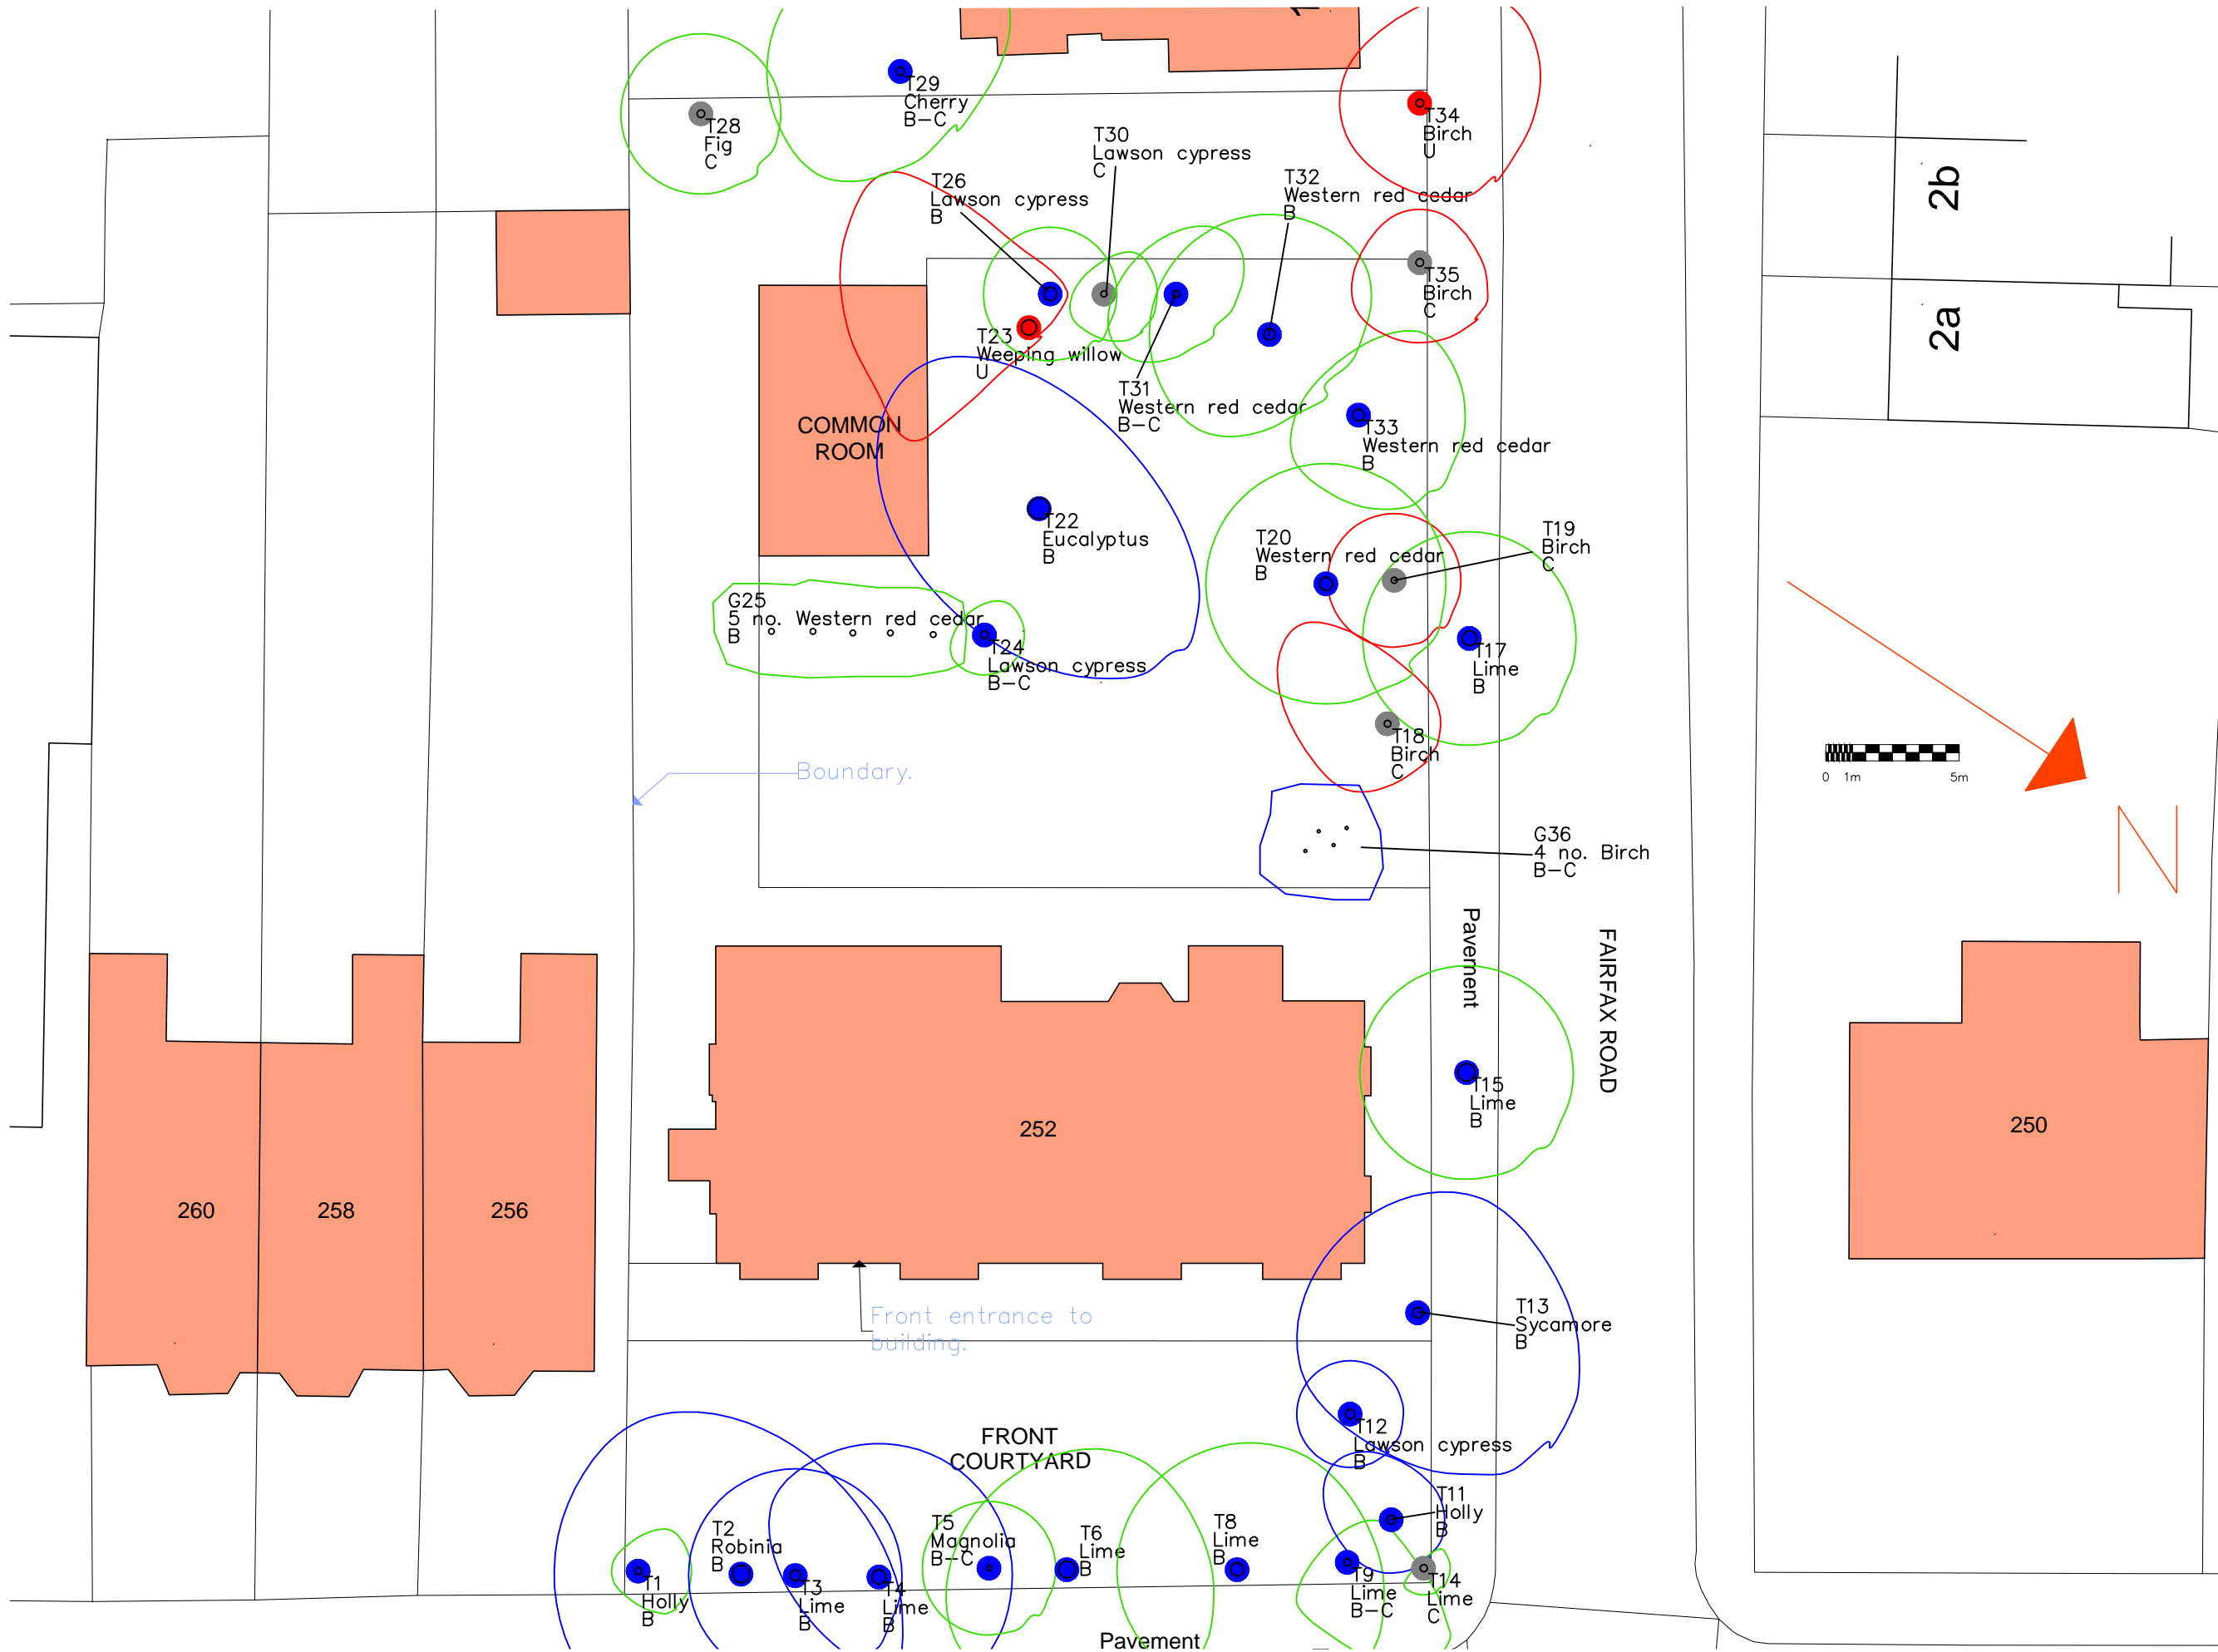 T29
Cherry
B-C
T28
Fig
C
T30
Lawson cypress
C
T34
Birch
U
T26
Lawson cypress
B
T32
Western red cedar
B
2b
T35
Birch
C
2a
T23
Weeping willow
U
T31
Western red cedar
B-C
COMMON
ROOM
T33
Western red cedar
B
T22
Eucalyptus
B
T20
Western red cedar
B
T19
Birch
C
G25
5 no. Western red cedar
B
T24
Lawson cypress
B-C
T17
Lime
B
T18
Birch
C
Boundary.
0 1m 5m
N
G36
4 no. Birch
B-C
Pavement
FAIRFAX ROAD
T15
Lime
B
252
250
260
258
256
Front entrance to
building.
T13
Sycamore
B
T12
Lawson cypress
B
FRONT
COURTYARD
T11
Holly
B
T1
Holly
B
T2
Robinia
B
T3
Lime
B
T4
Lime
B
T5
Magnolia
B-C
T6
Lime
B
T8
Lime
B
T9
Lime
B-C
T14
Lime
C
Pavement